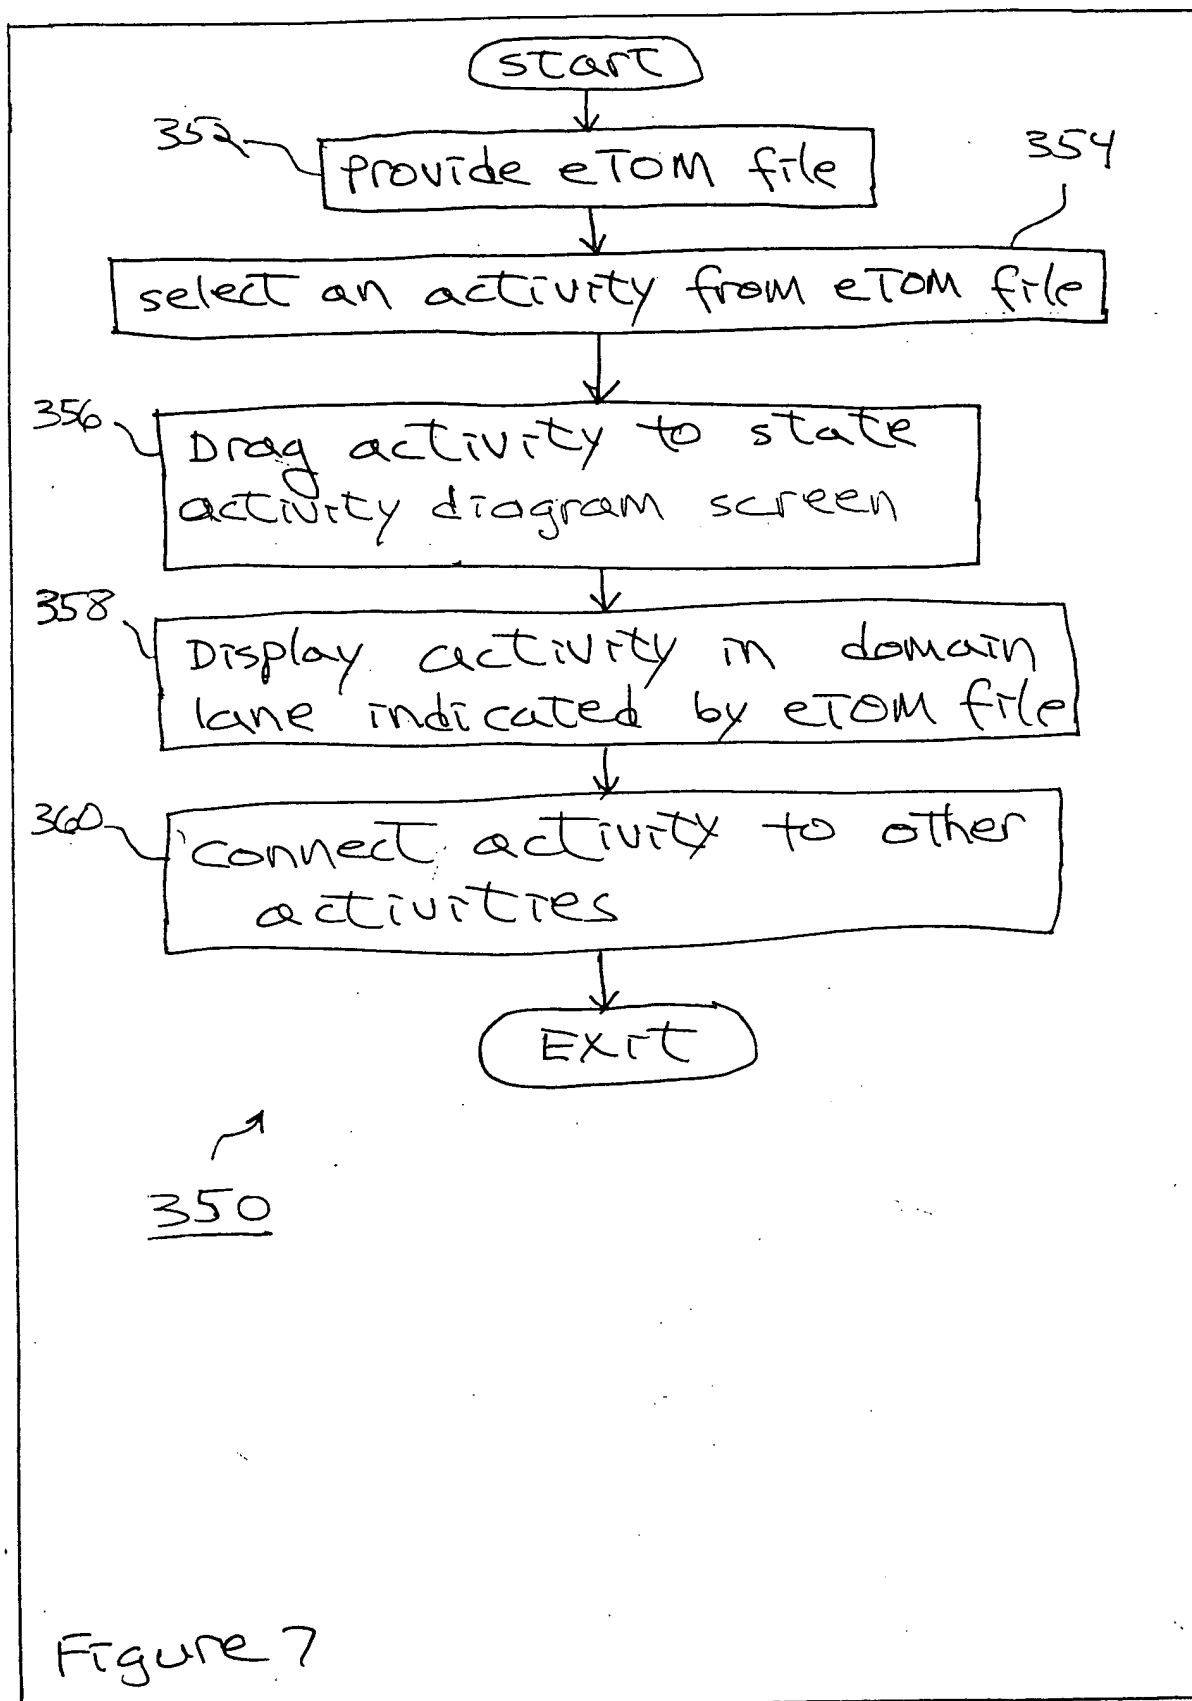 start
352
provide eTOM file
354
select an activity from eTOM file
356
Drag activity to state
activity diagram screen
358
Display activity in domain
lane indicated by eTOM file
360
connect activity to other
activities
Exit
350
Figure 7